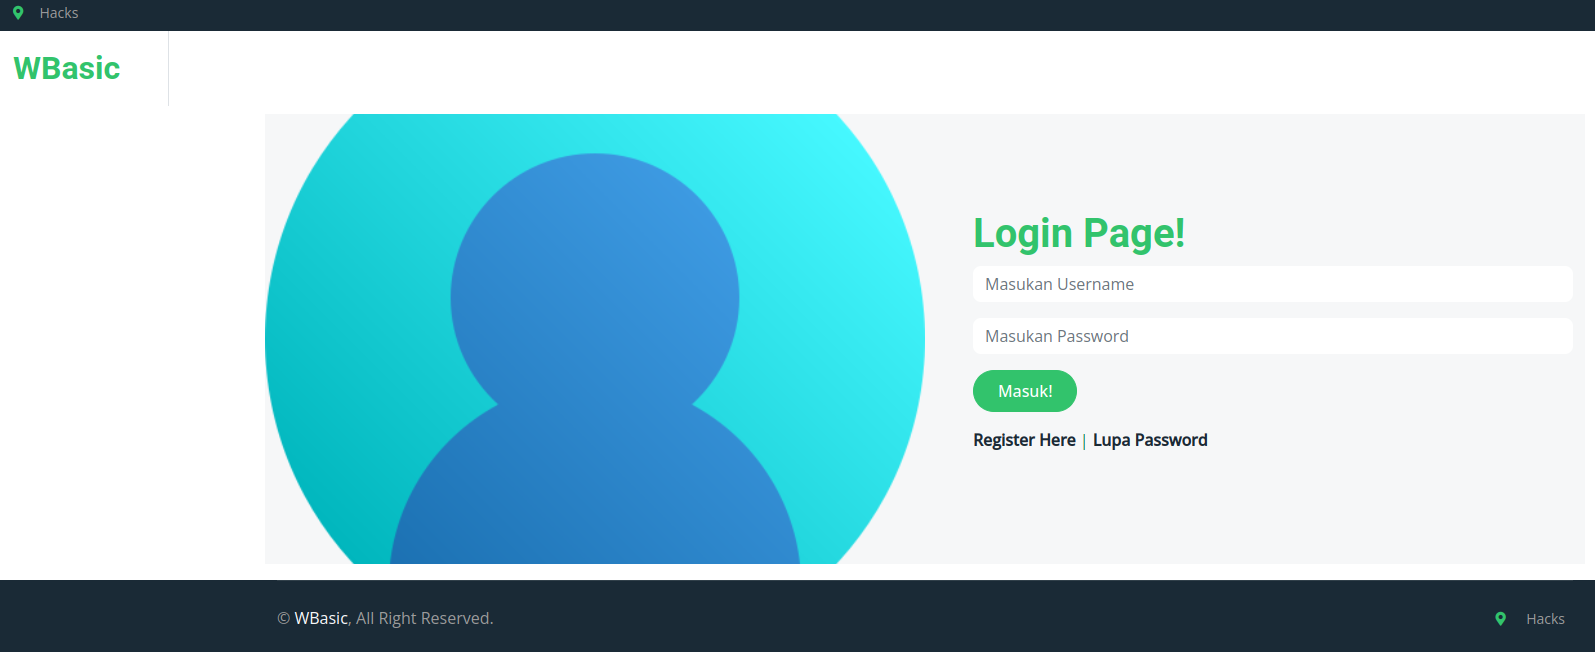 Hacks
WBasic
Login Page!
Masukan Username
Masukan Password
Masuk!
Register Here | Lupa Password
© WBasic, All Right Reserved.
Hacks